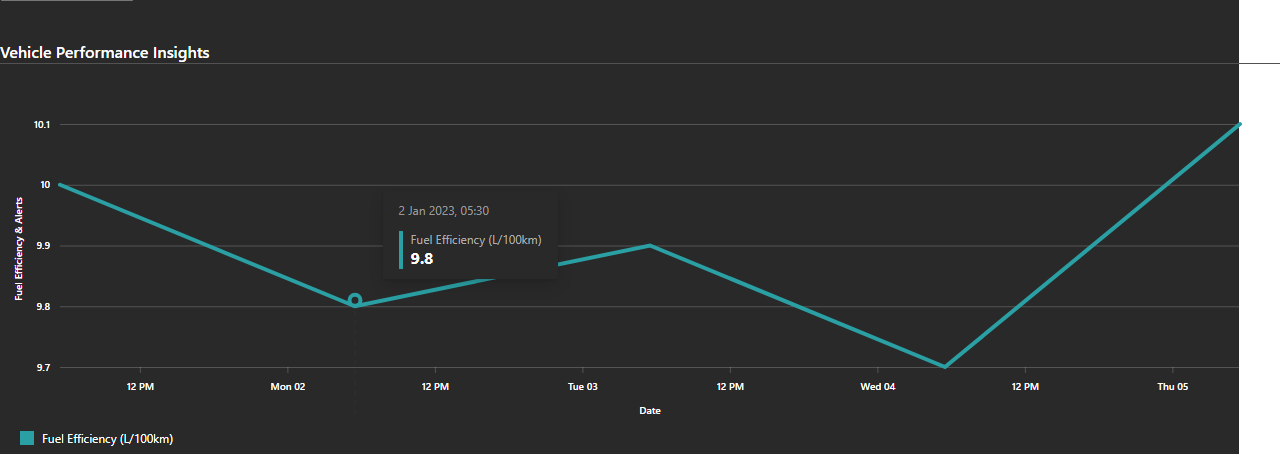 Vehicle Performance Insights
10.1
10
9.9
9.8
9.7
Fuel Efficiency & Alerts
2 Jan 2023, 05:30
Fuel Efficiency (L/100km)
9.8
12 PM
Mon 02
12 PM
Tue 03
12 PM
Wed 04
12 PM
Thu 05
Date
Fuel Efficiency (L/100km)